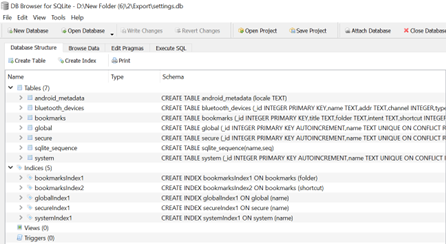 DB Browser for SQLite - D:\New Folder (6)\2\Export\settings.db
File Edit View Tools Help
New Database Open Database Write Changes Revert Changes Open Project Save Project Attach Database Close Databas
Database Structure Browse Data Edit Pragmas Execute SQL
Create Table Create Index Print
Name Type Schema
Tables (7)
android_metadata CREATE TABLE android_metadata (locale TEXT)
bluetooth_devices CREATE TABLE bluetooth_devices (_id INTEGER PRIMARY KEY,name TEXT,addr TEXT,channel INTEGER,type
bookmarks CREATE TABLE bookmarks (_id INTEGER PRIMARY KEY,title TEXT,folder TEXT,intent TEXT,shortcut INTEGER
global CREATE TABLE global (_id INTEGER PRIMARY KEY AUTOINCREMENT,name TEXT UNIQUE ON CONFLICT R
secure CREATE TABLE secure (_id INTEGER PRIMARY KEY AUTOINCREMENT,name TEXT UNIQUE ON CONFLICT
sqlite_sequence CREATE TABLE sqlite_sequence(name,seq)
system CREATE TABLE system (_id INTEGER PRIMARY KEY AUTOINCREMENT,name TEXT UNIQUE ON CONFLICT
Indices (5)
bookmarksIndex1 CREATE INDEX bookmarksIndex1 ON bookmarks (folder)
bookmarksIndex2 CREATE INDEX bookmarksIndex2 ON bookmarks (shortcut)
globalIndex1 CREATE INDEX globalIndex1 ON global (name)
secureIndex1 CREATE INDEX secureIndex1 ON secure (name)
systemIndex1 CREATE INDEX systemIndex1 ON system (name)
Views (0)
Triggers (0)